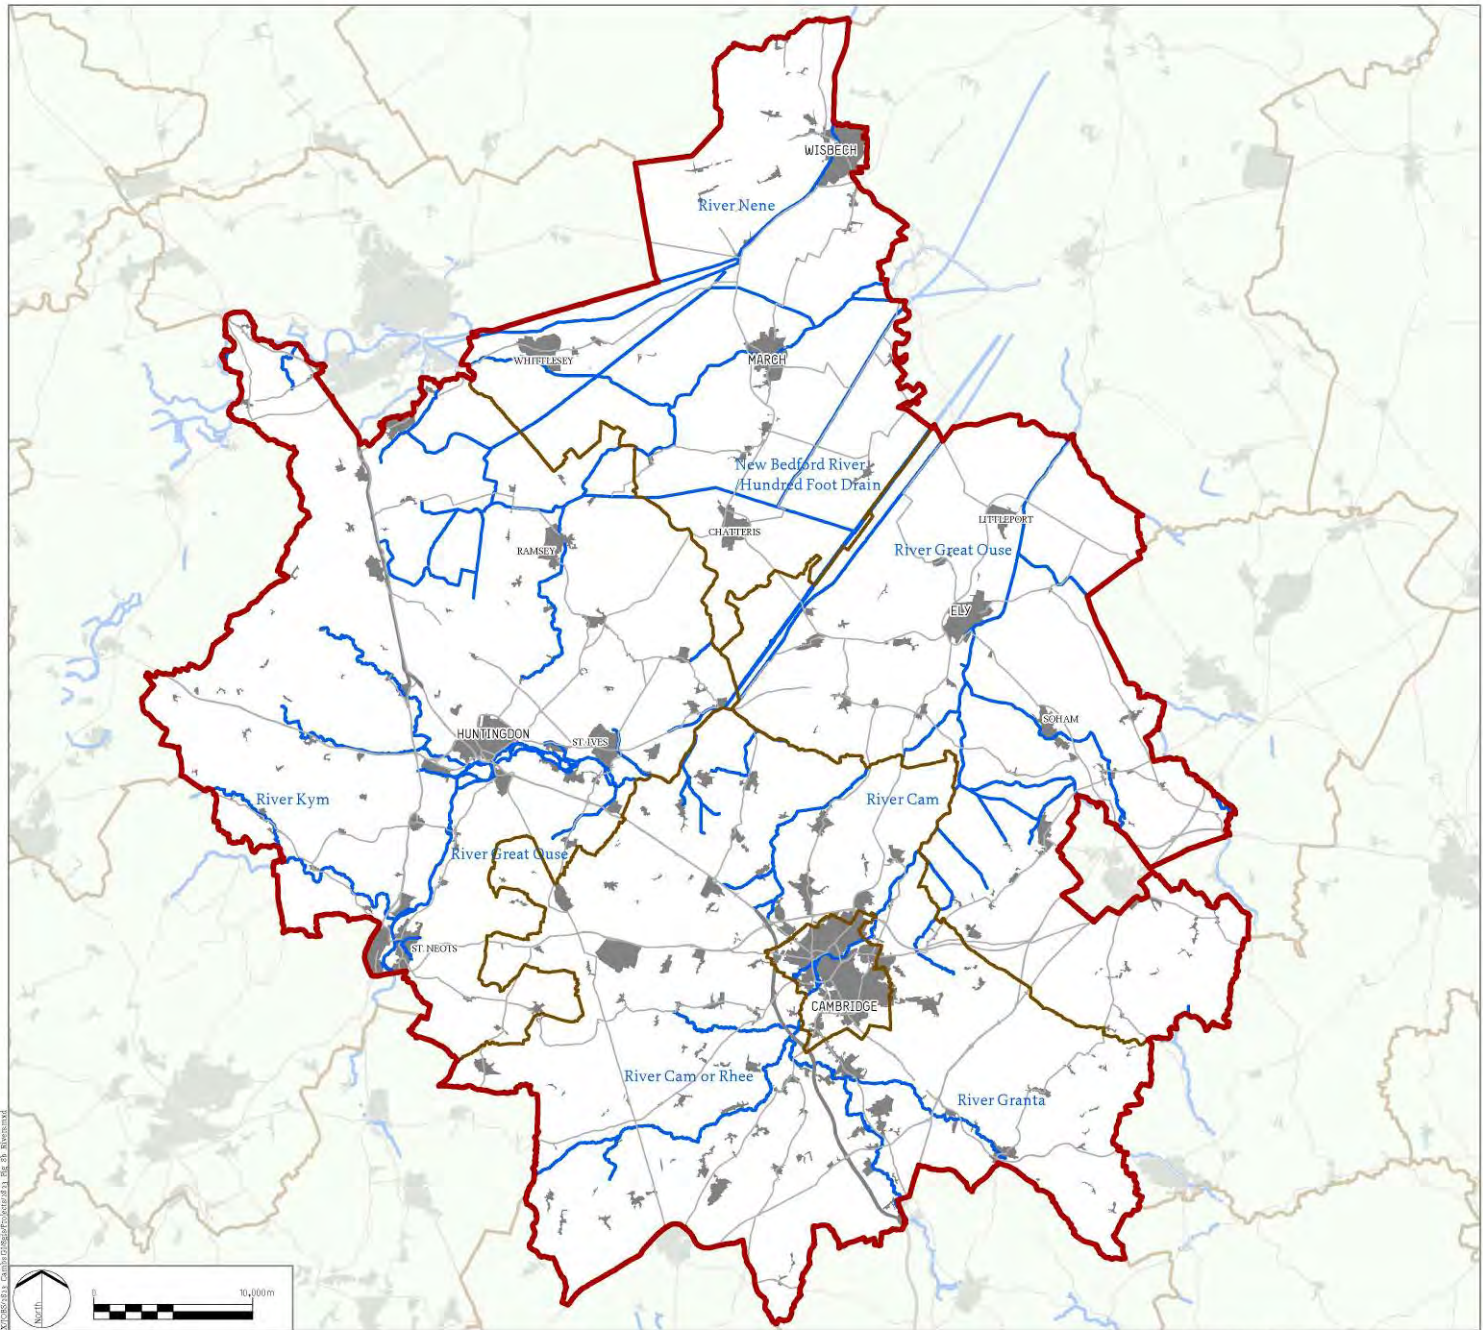 WISBECH
River Nene
WHITTLESEY
MARCH
New Bedford River
/Hundred Foot Drain
CHATTERIS
LITTLEPORT
RAMSEY
River Great Ouse
ELY
SOHAM
HUNTINGDON
ST IVES
River Kym
River Cam
River Great Ouse
ST NEOTS
CAMBRIDGE
River Cam or Rhee
River Granta
North
0
10,000m